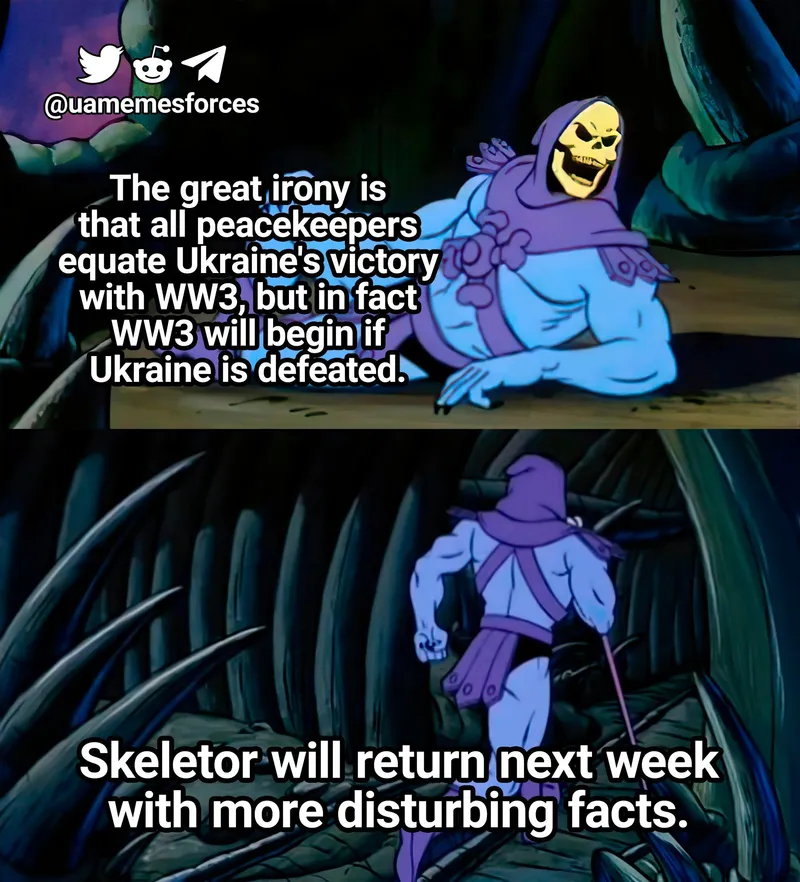 @uamemesforces
The great irony is
that all peacekeepers
equate Ukraine's victory
with WW3, but in fact
WW3 will begin if
Ukraine is defeated.
Skeletor will return next week
with more disturbing facts.